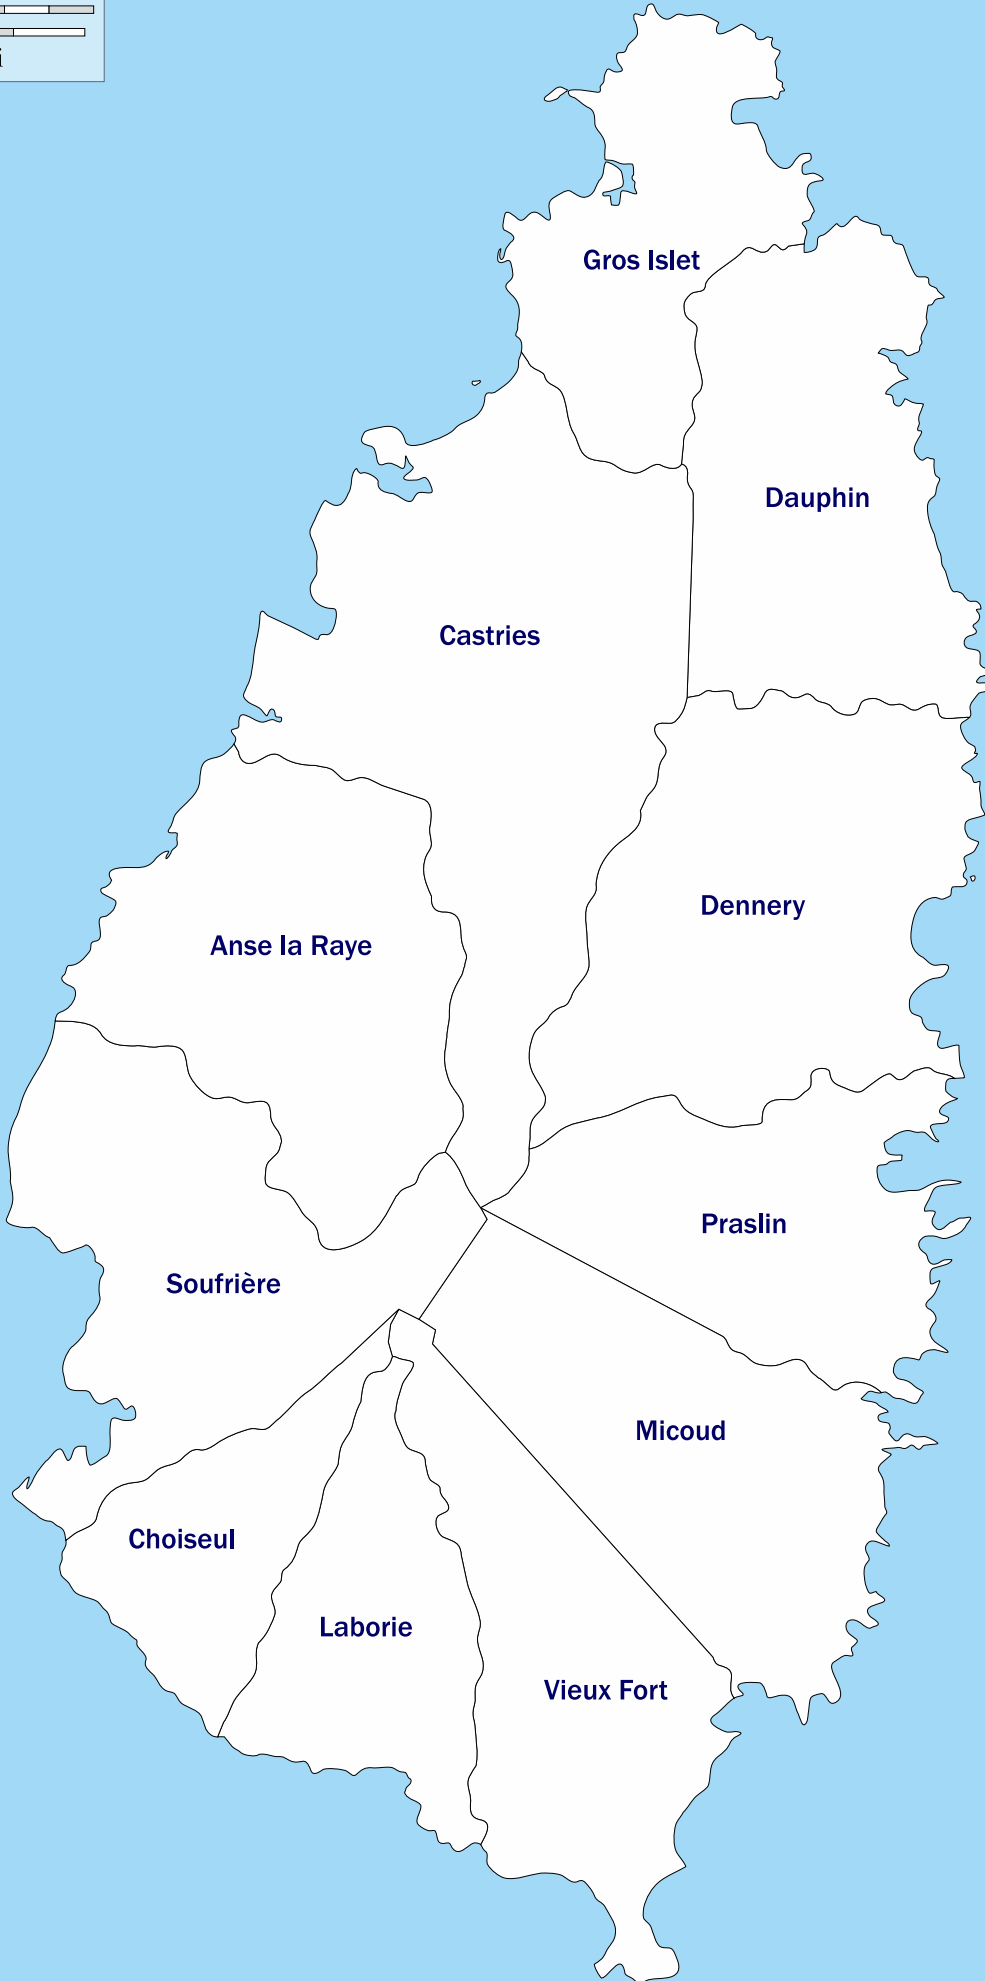 Gros Islet
Dauphin
Castries
Dennery
Anse la Raye
Praslin
Soufrière
Micoud
Choiseul
Laborie
Vieux Fort